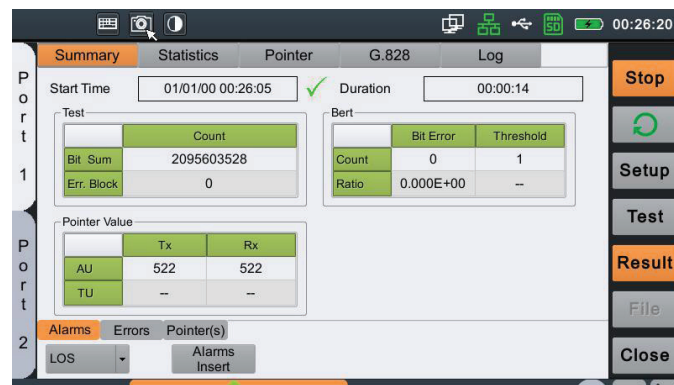 SD 00:26:20
Summary Statistics Pointer G.828 Log
Port 1
Port 2
Start Time 01/01/00 00:26:05 Duration 00:00:14
Test
Count
Bit Sum 2095603528
Err. Block 0
Bert
Bit Error Threshold
Count 0 1
Ratio 0.000E+00 --
Pointer Value
Tx Rx
AU 522 522
TU -- --
Alarms Errors Pointer(s)
LOS Alarms
Insert
Stop
Setup
Test
Result
File
Close